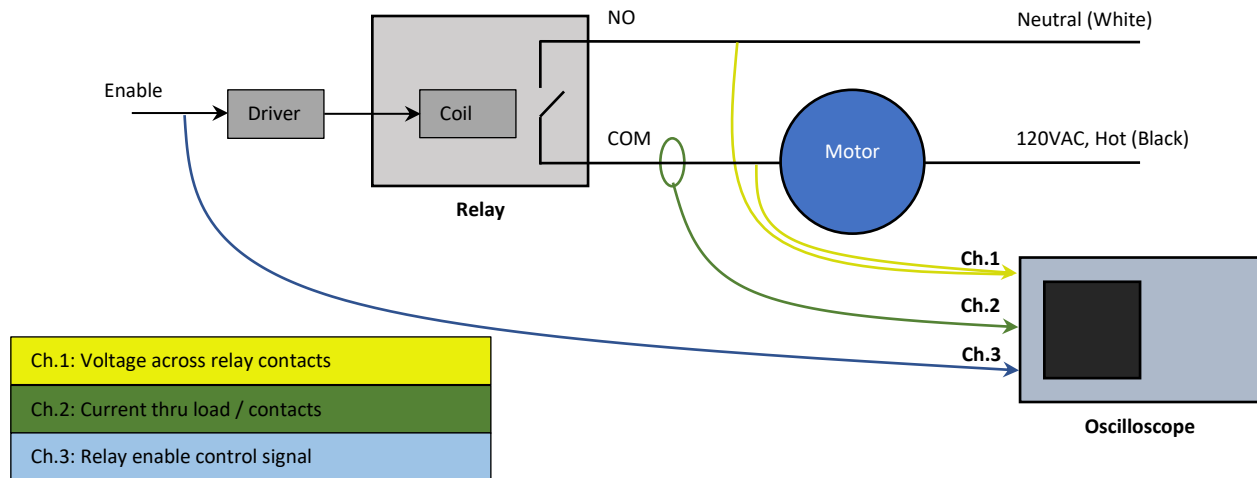 NO
Neutral (White)
Enable
Driver
Coil
COM
Motor
120VAC, Hot (Black)
Relay
Ch.1
Ch.2
Ch.3
Ch.1: Voltage across relay contacts
Ch.2: Current thru load / contacts
Ch.3: Relay enable control signal
Oscilloscope